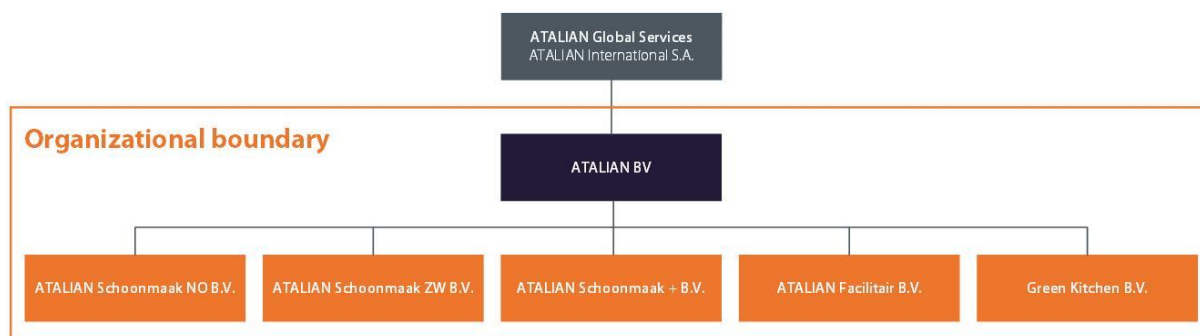 ATALIAN Global Services
ATALIAN International S.A.
Organizational boundary
ATALIAN BV
ATALIAN Schoonmaak NO B.V.
ATALIAN Schoonmaak ZW B.V.
ATALIAN Schoonmaak + B.V.
ATALIAN Facilitair B.V.
Green Kitchen B.V.